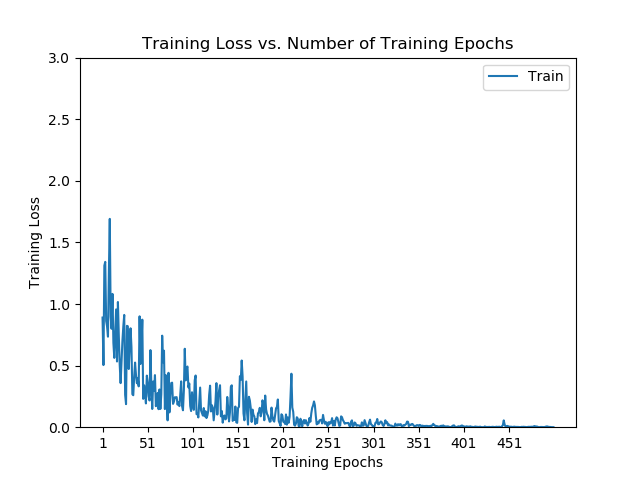 Training Loss vs. Number of Training Epochs
3.0
Train
2.5
2.0
Training Loss
1.5
1.0
0.5
0.0
1 51 101 151 201 251 301 351 401 451
Training Epochs